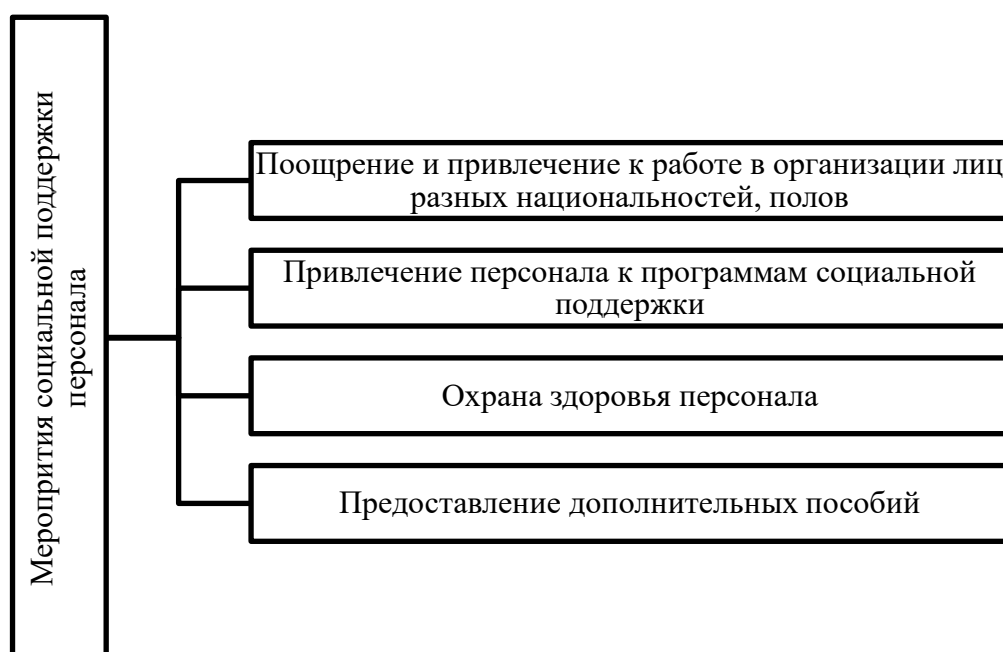 Меропрития социальной поддержки
персонала
Поощрение и привлечение к работе в организации лиц
разных национальностей, полов
Привлечение персонала к программам социальной
поддержки
Охрана здоровья персонала
Предоставление дополнительных пособий